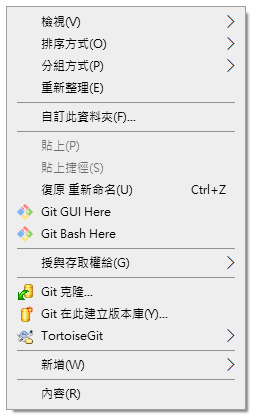 檢視(V)
排序方式(O)
分組方式(P)
重新整理(E)
自訂此資料夾(F)...
貼上(P)
貼上捷徑(S)
復原 重新命名(U) Ctrl+Z
Git GUI Here
Git Bash Here
授與存取權給(G)
Git 克隆...
Git 在此建立版本庫(Y)...
TortoiseGit
新增(W)
內容(R)